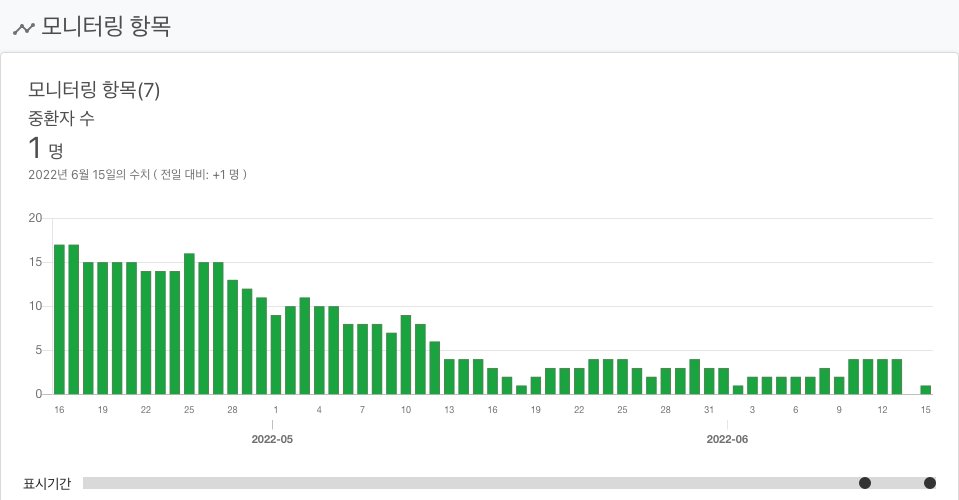 모니터링 항목
모니터링 항목(7)
중환자 수
1 명
2022년 6월 15일의 수치 ( 전일 대비: +1 명 )
20
15
10
5
0
16 19 22 25 28 1 4 7 10 13 16 19 22 25 28 31 3 6 9 12 15
2022-05 2022-06
표시기간